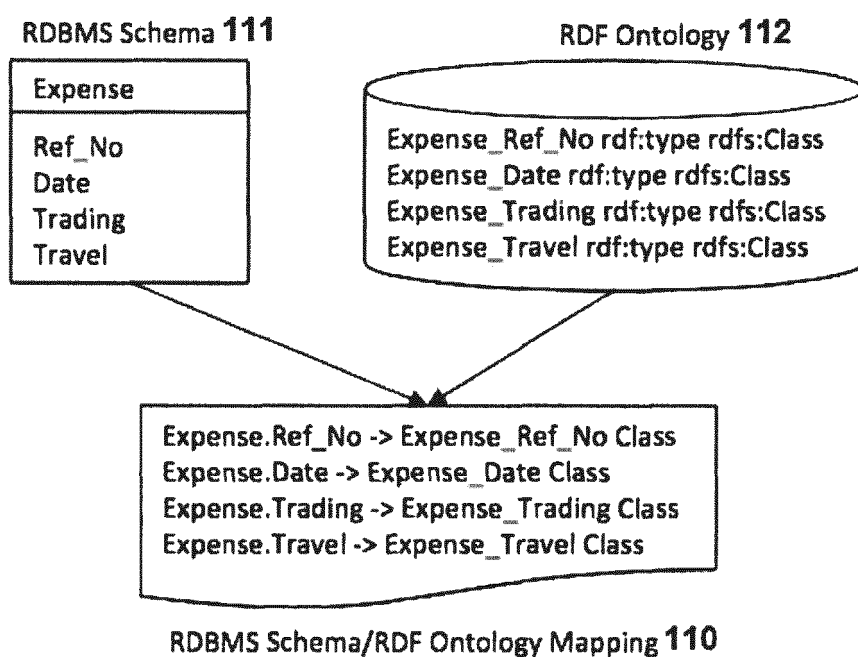 RDBMS Schema 111
Expense
Ref_No
Date
Trading
Travel
RDF Ontology 112
Expense_Ref_No rdf:type rdfs:Class
Expense_Date rdf:type rdfs:Class
Expense_Trading rdf:type rdfs:Class
Expense_Travel rdf:type rdfs:Class
Expense.Ref_No -> Expense_Ref_No Class
Expense.Date -> Expense_Date Class
Expense.Trading -> Expense_Trading Class
Expense.Travel -> Expense_Travel Class
RDBMS Schema/RDF Ontology Mapping 110